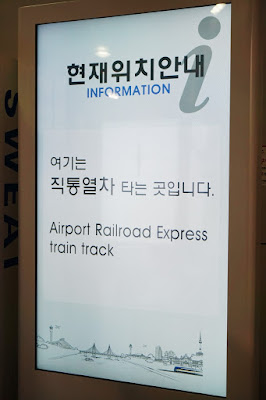 현재위치안내
INFORMATION
여기는
직통열차 타는 곳입니다.
Airport Railroad Express
train track
SWEAT